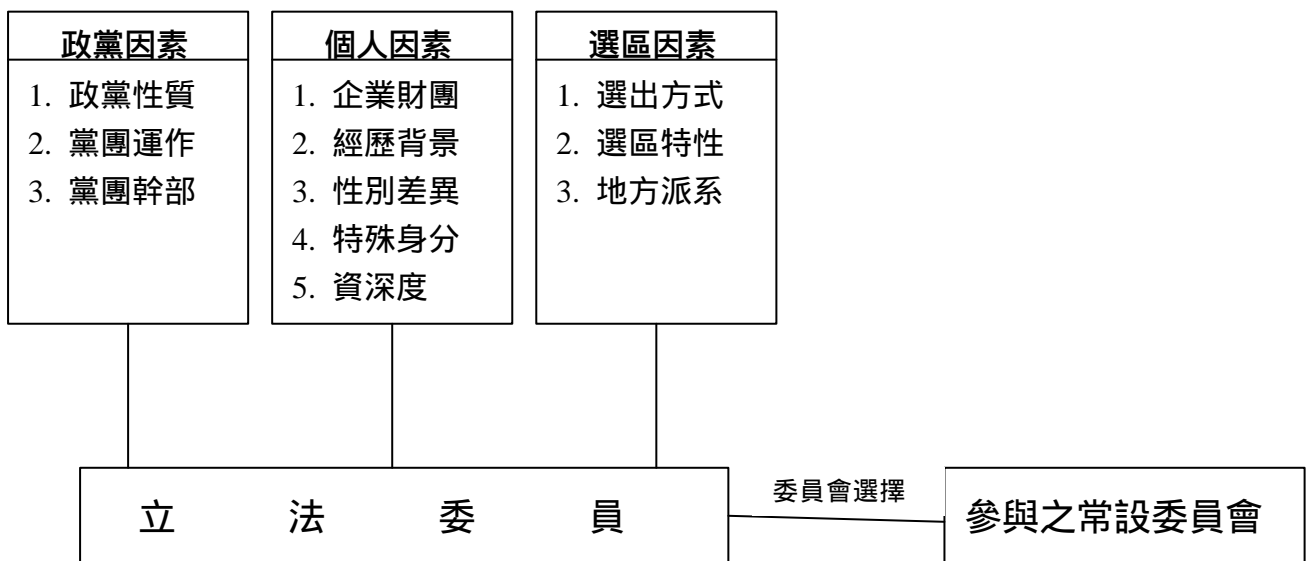 政黨因素
1. 政黨性質
2. 黨團運作
3. 黨團幹部
個人因素
1. 企業財團
2. 經歷背景
3. 性別差異
4. 特殊身分
5. 資深度
選區因素
1. 選出方式
2. 選區特性
3. 地方派系
立法委員
委員會選擇
參與之常設委員會